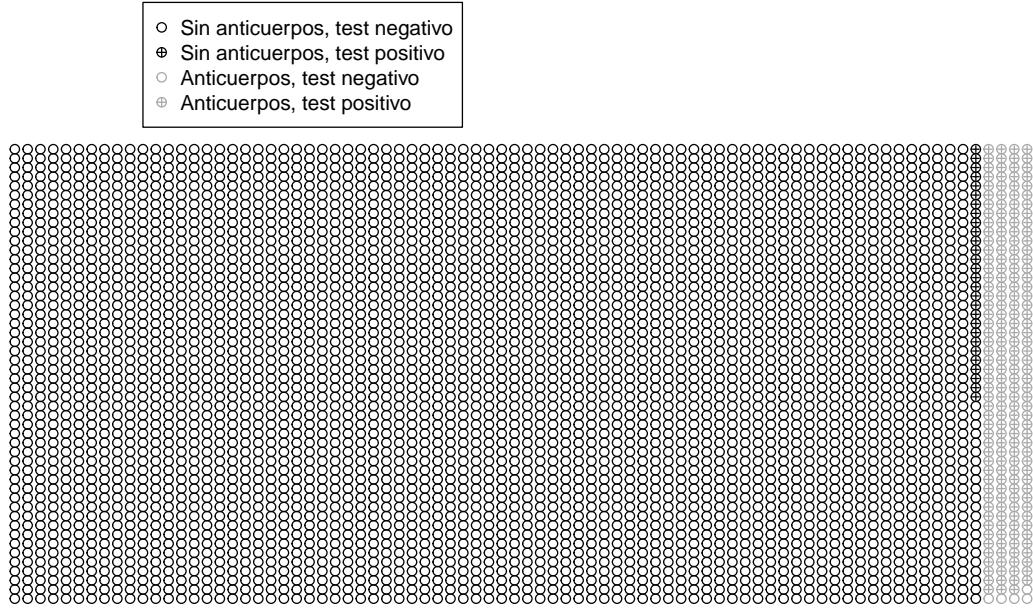 Sin anticuerpos, test negativo
Sin anticuerpos, test positivo
Anticuerpos, test negativo
Anticuerpos, test positivo